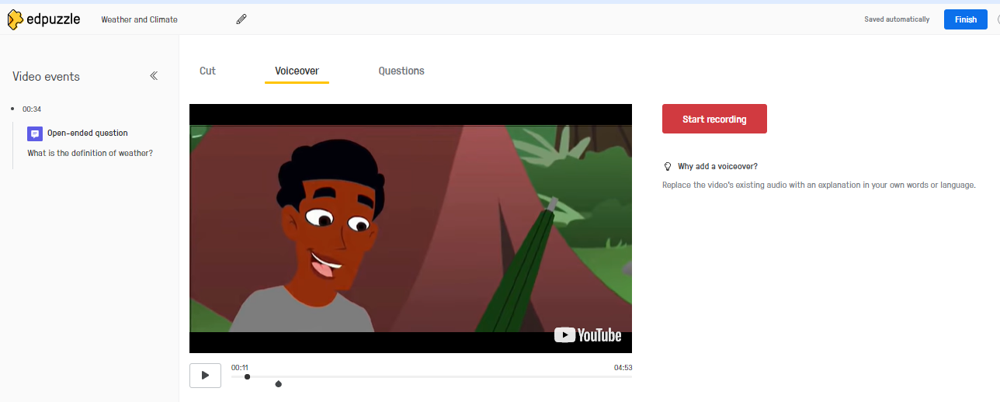 edpuzzle
Weather and Climate
Saved automatically
Finish
Video events
00:34
Open-ended question
What is the definition of weather?
Cut
Voiceover
Questions
YouTube
00:11
04:53
Start recording
Why add a voiceover?
Replace the video's existing audio with an explanation in your own words or language.